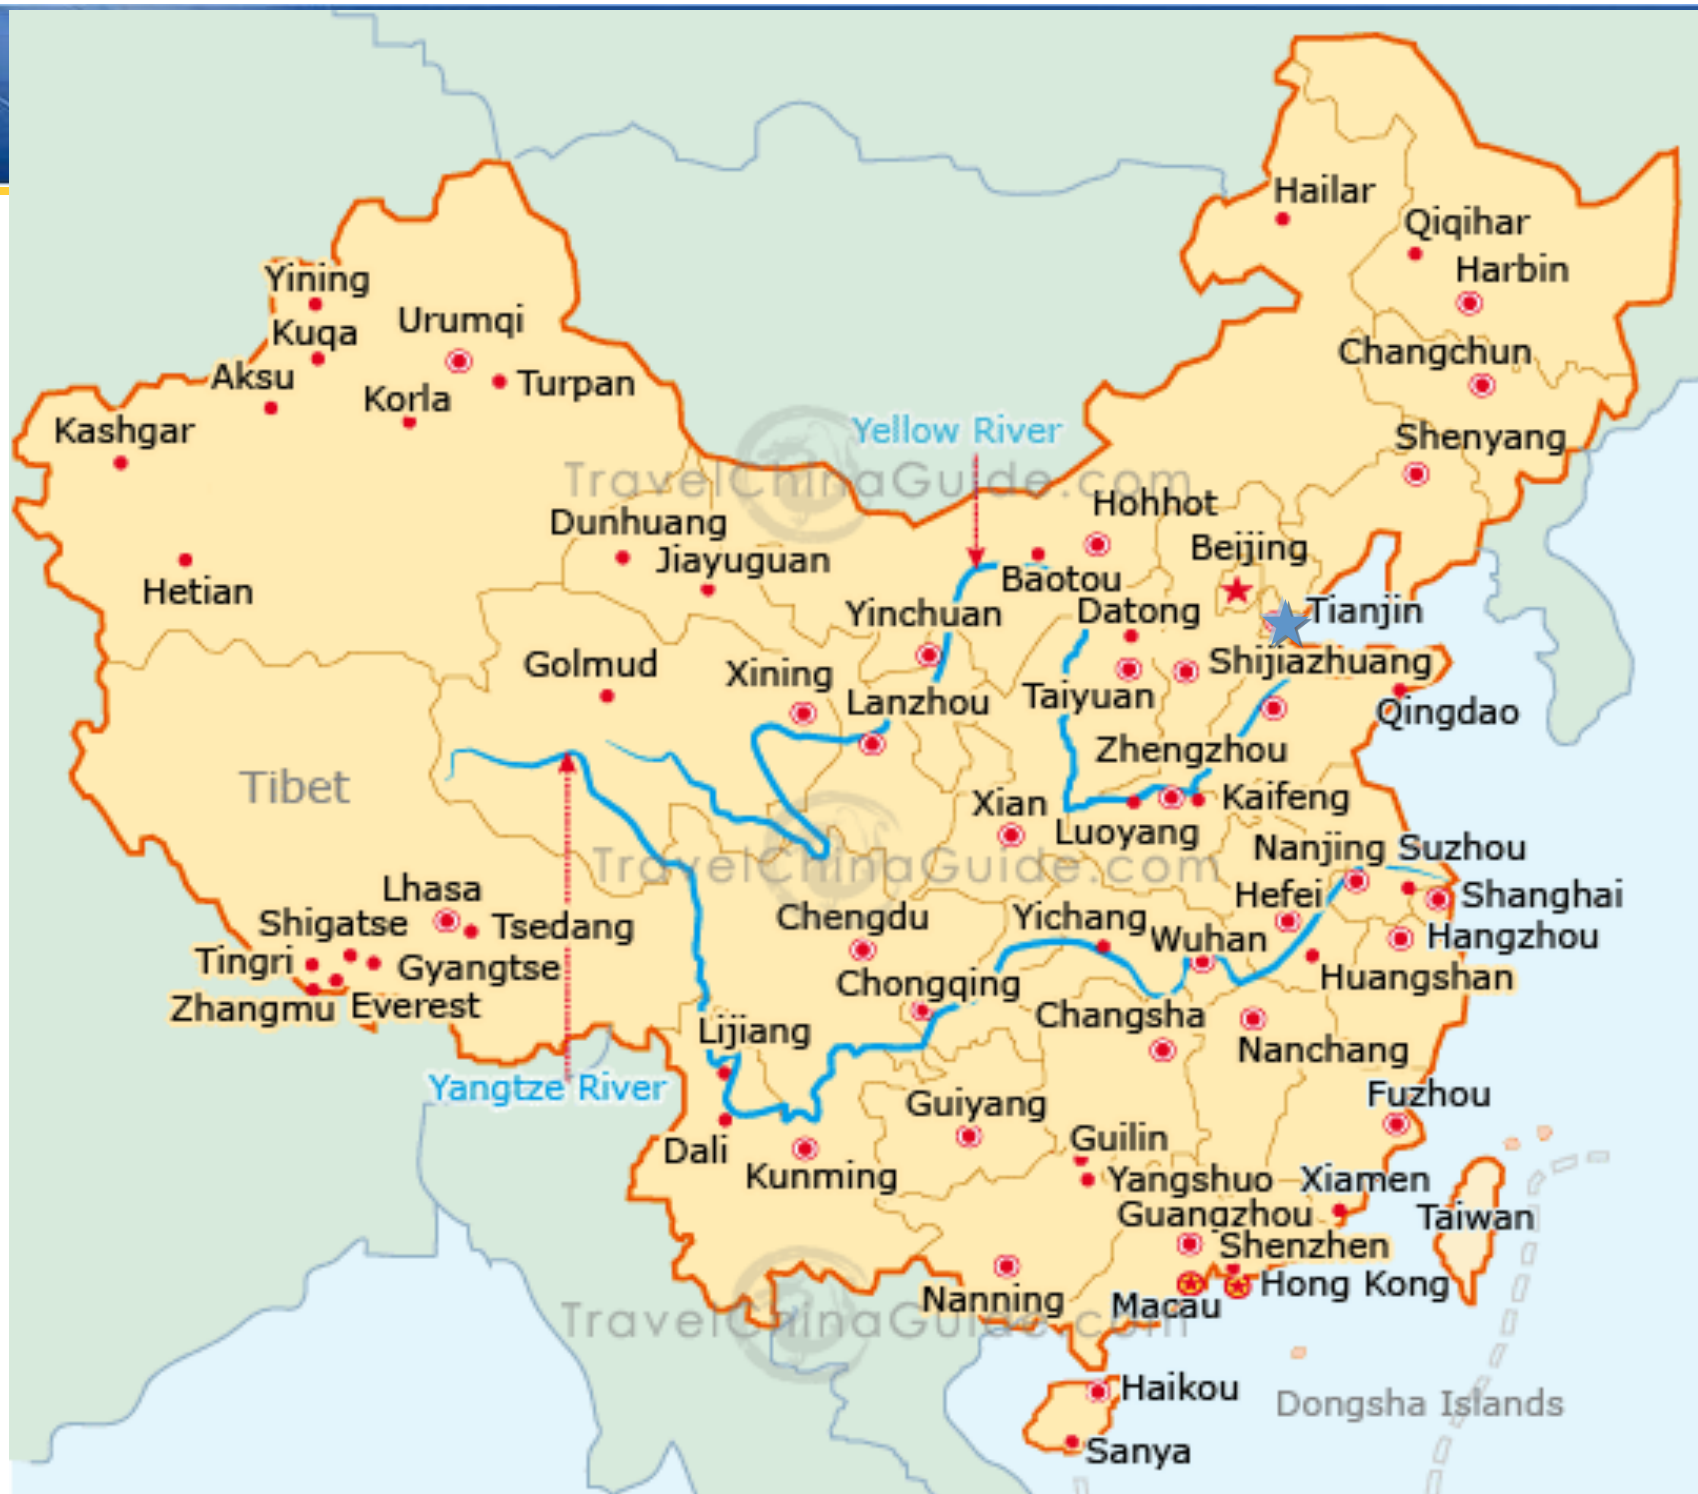 Hailar
Qiqihar
Harbin
Yining
Urumqi
Kuqa
Changchun
Aksu
Turpan
Korla
Kashgar
Yellow River
Shenyang
TravelChinaGuide.com
Hohhot
Dunhuang
Beijing
Jiayuguan
Baotou
Hetian
Yinchuan
Datong
Tianjin
Golmud
Xining
Shijiazhuang
Lanzhou
Taiyuan
Qingdao
Zhengzhou
Tibet
Xian
Kaifeng
Luoyang
Nanjing
Suzhou
TravelChinaGuide.com
Lhasa
Hefei
Shanghai
Shigatse
Tsedang
Chengdu
Yichang
Wuhan
Hangzhou
Tingri
Gyangtse
Huangshan
Chongqing
Zhangmu
Everest
Changsha
Lijiang
Nanchang
Yangtze River
Fuzhou
Guiyang
Guilin
Dali
Kunming
Yangshuo
Xiamen
Guangzhou
Taiwan
Shenzhen
Hong Kong
Nanning
Macau
TravelChinaGuide.com
Haikou
Dongsha Islands
Sanya